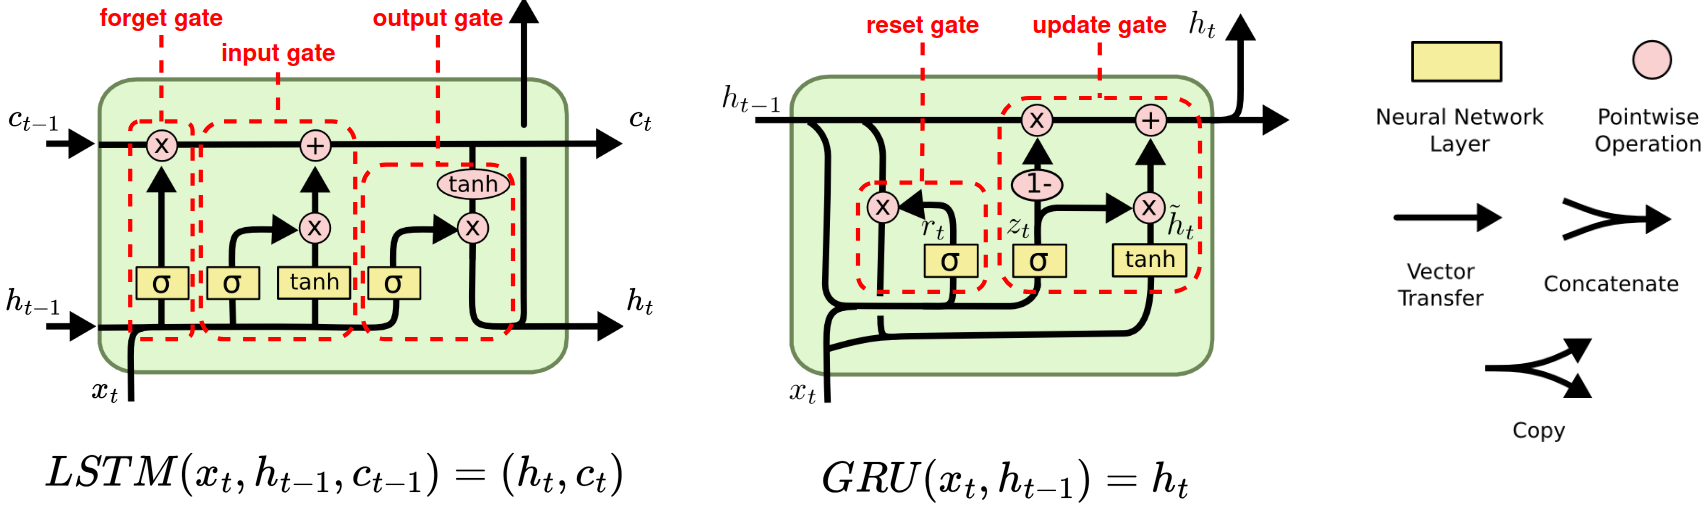 forget gate
input gate
output gate
c_{t-1}
c_t
x
+
tanh
x
x
σ
σ
tanh
σ
h_{t-1}
h_t
x_t
LSTM(x_t, h_{t-1}, c_{t-1}) = (h_t, c_t)
reset gate
update gate
h_t
h_{t-1}
x
+
1-
x
r_t
z_t
x
h̃_t
σ
σ
tanh
x_t
GRU(x_t, h_{t-1}) = h_t
Neural Network
Layer
Pointwise
Operation
Vector
Transfer
Concatenate
Copy